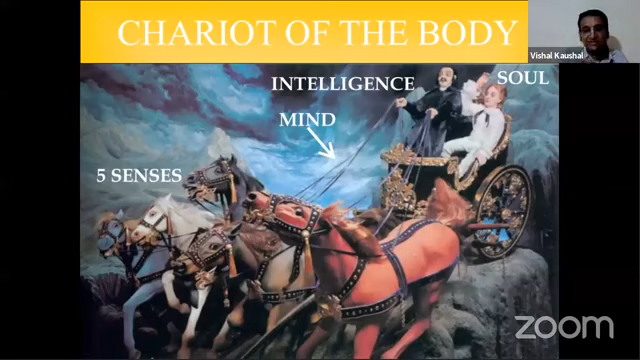 CHARIOT OF THE BODY
Vishal Kaushal
INTELLIGENCE
SOUL
MIND
5 SENSES
zoom